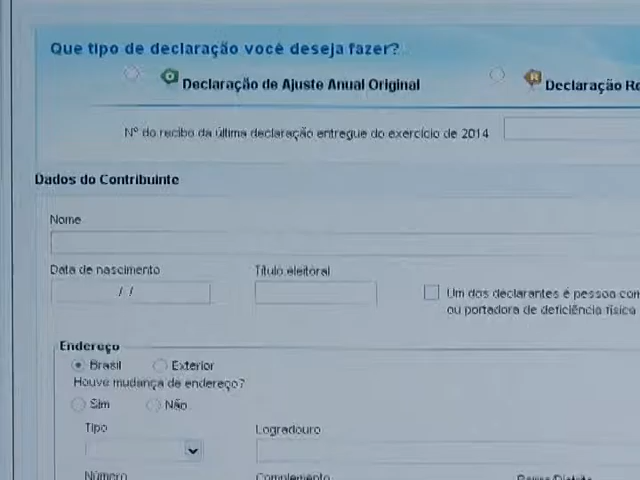 Que tipo de declaração você deseja fazer?
Declaração de Ajuste Anual Original
Declaração
Nº do recibo da última declaração entregue do exercício de 2014
Dados do Contribuinte
Nome
Data de nascimento
Título eleitoral
/ /
Um dos declarantes é pessoa com
ou portadora de deficiência física
Endereço
Brasil
Exterior
Houve mudança de endereço?
Sim
Não
Tipo
Logradouro
Número
Complemento